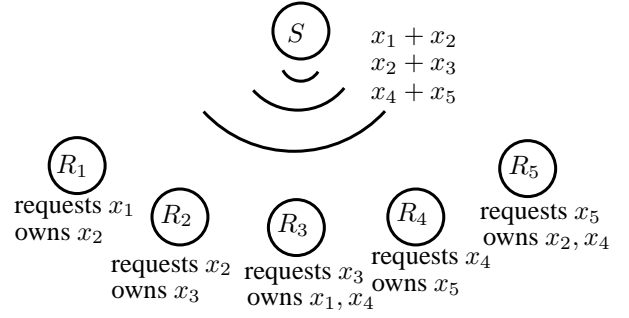 S
x₁ + x₂
x₂ + x₃
x₄ + x₅
R₁
requests x₁
owns x₂
R₂
requests x₂
owns x₃
R₃
requests x₃
owns x₁, x₄
R₄
requests x₄
owns x₅
R₅
requests x₅
owns x₂, x₄